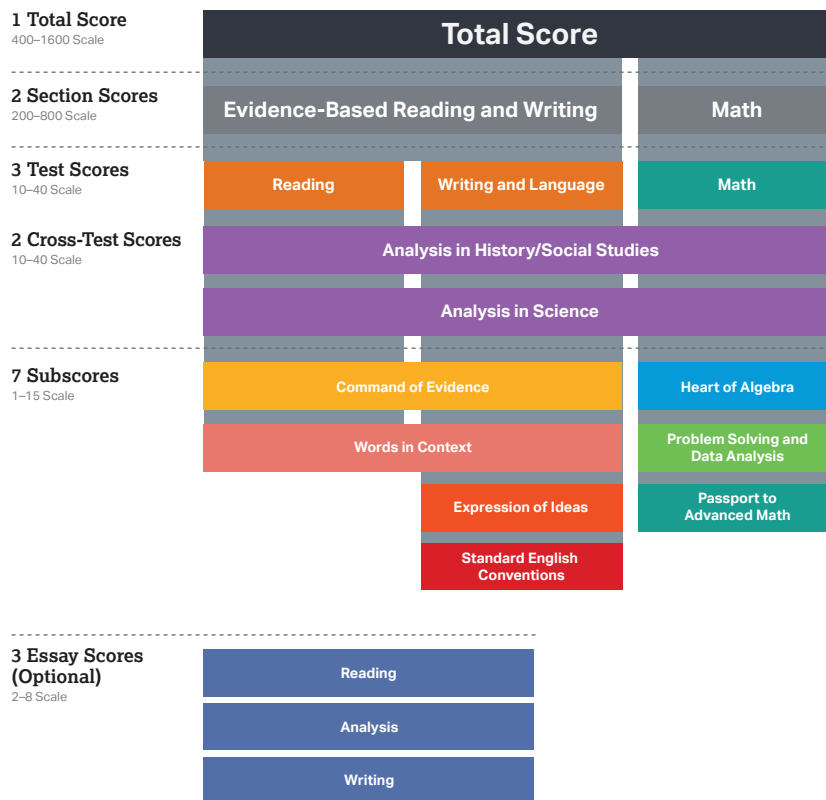 1 Total Score
400–1600 Scale
Total Score
2 Section Scores
200–800 Scale
Evidence-Based Reading and Writing
Math
3 Test Scores
10–40 Scale
Reading
Writing and Language
Math
2 Cross-Test Scores
10–40 Scale
Analysis in History/Social Studies
Analysis in Science
7 Subscores
1–15 Scale
Command of Evidence
Heart of Algebra
Words in Context
Problem Solving and
Data Analysis
Expression of Ideas
Passport to
Advanced Math
Standard English
Conventions
3 Essay Scores
(Optional)
2–8 Scale
Reading
Analysis
Writing